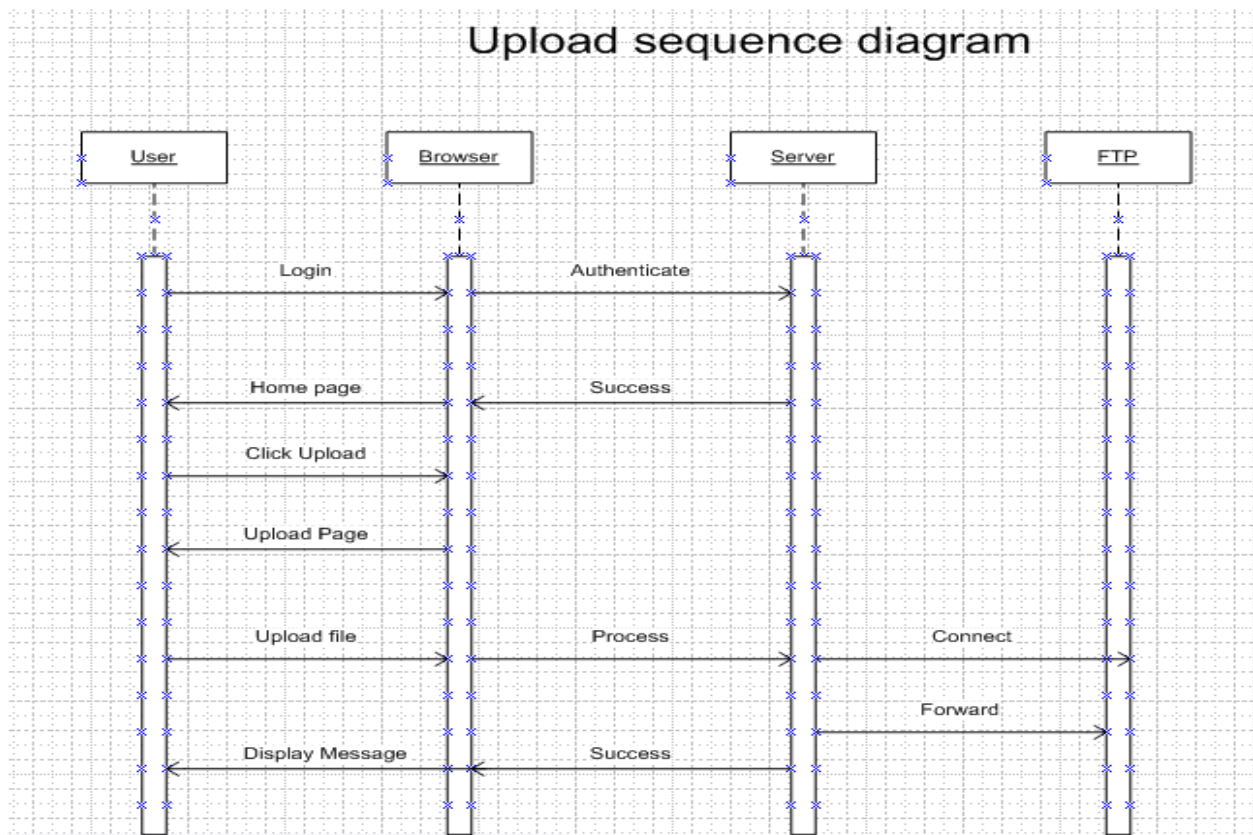 Upload sequence diagram
User
Browser
Server
FTP
Login
Authenticate
Home page
Success
Click Upload
Upload Page
Upload file
Process
Connect
Forward
Display Message
Success